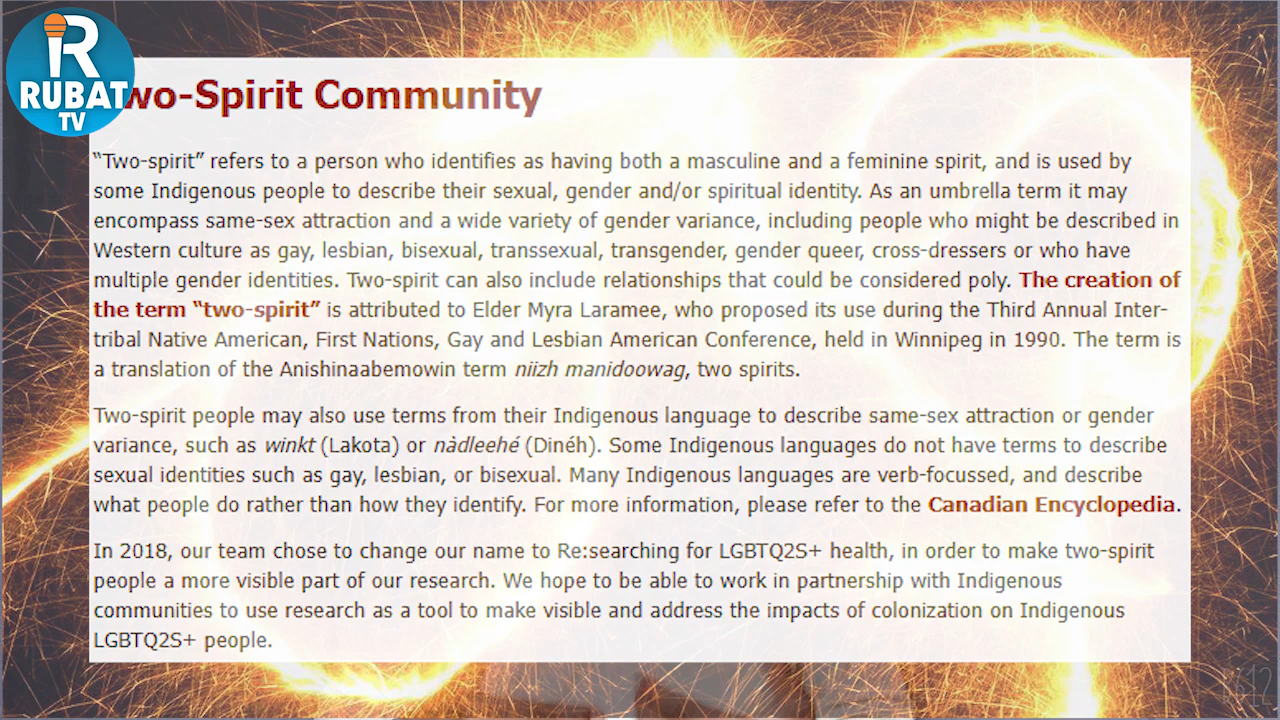 RUBAT
TV
wo-Spirit Community
“Two-spirit” refers to a person who identifies as having both a masculine and a feminine spirit, and is used by
some Indigenous people to describe their sexual, gender and/or spiritual identity. As an umbrella term it may
encompass same-sex attraction and a wide variety of gender variance, including people who might be described in
Western culture as gay, lesbian, bisexual, transsexual, transgender, gender queer, cross-dressers or who have
multiple gender identities. Two-spirit can also include relationships that could be considered poly. The creation of
the term “two-spirit” is attributed to Elder Myra Laramee, who proposed its use during the Third Annual Inter-
tribal Native American, First Nations, Gay and Lesbian American Conference, held in Winnipeg in 1990. The term is
a translation of the Anishinaabemowin term niizh manidoowag, two spirits.
Two-spirit people may also use terms from their Indigenous language to describe same-sex attraction or gender
variance, such as winkt (Lakota) or nàdleehé (Dinéh). Some Indigenous languages do not have terms to describe
sexual identities such as gay, lesbian, or bisexual. Many Indigenous languages are verb-focussed, and describe
what people do rather than how they identify. For more information, please refer to the Canadian Encyclopedia.
In 2018, our team chose to change our name to Re:searching for LGBTQ2S+ health, in order to make two-spirit
people a more visible part of our research. We hope to be able to work in partnership with Indigenous
communities to use research as a tool to make visible and address the impacts of colonization on Indigenous
LGBTQ2S+ people.